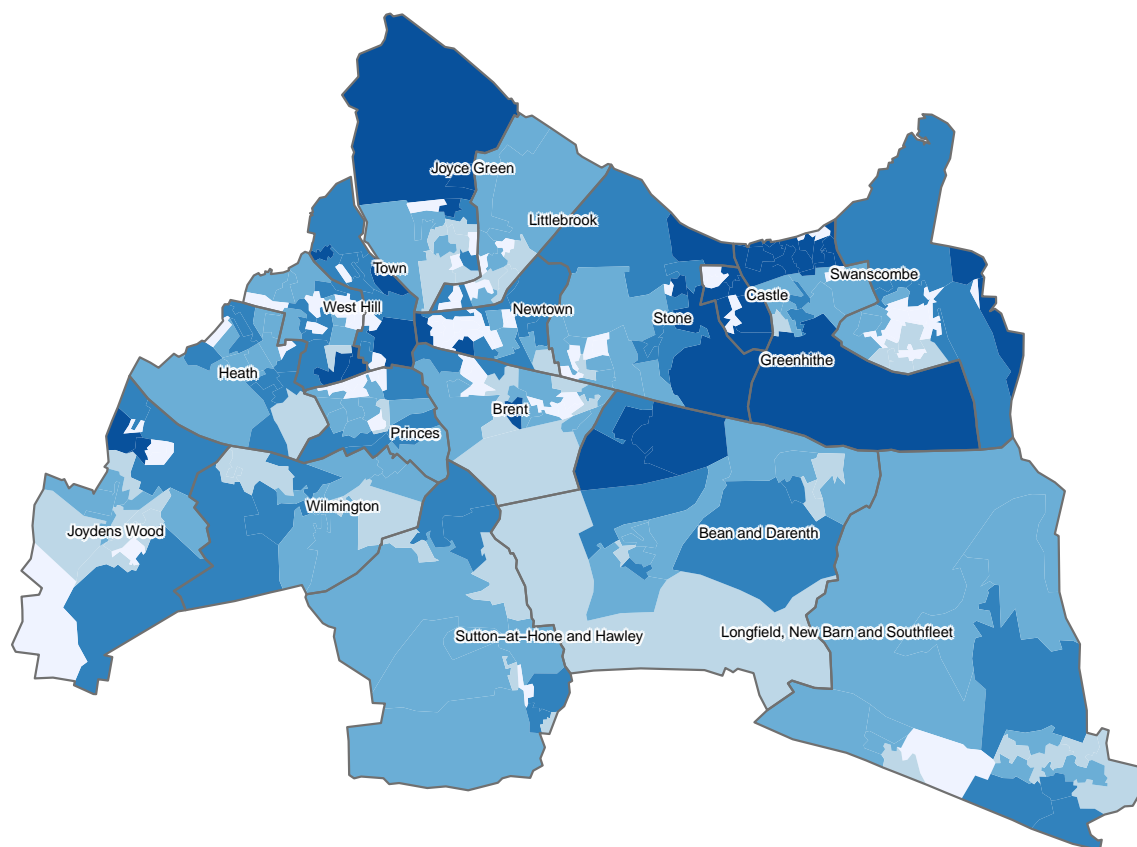 Joyce Green
Littlebrook
Town
Swanscombe
Castle
West Hill
Newtown
Stone
Greenhithe
Heath
Brent
Princes
Wilmington
Joydens Wood
Bean and Darenth
Sutton−at−Hone and Hawley
Longfield, New Barn and Southfleet